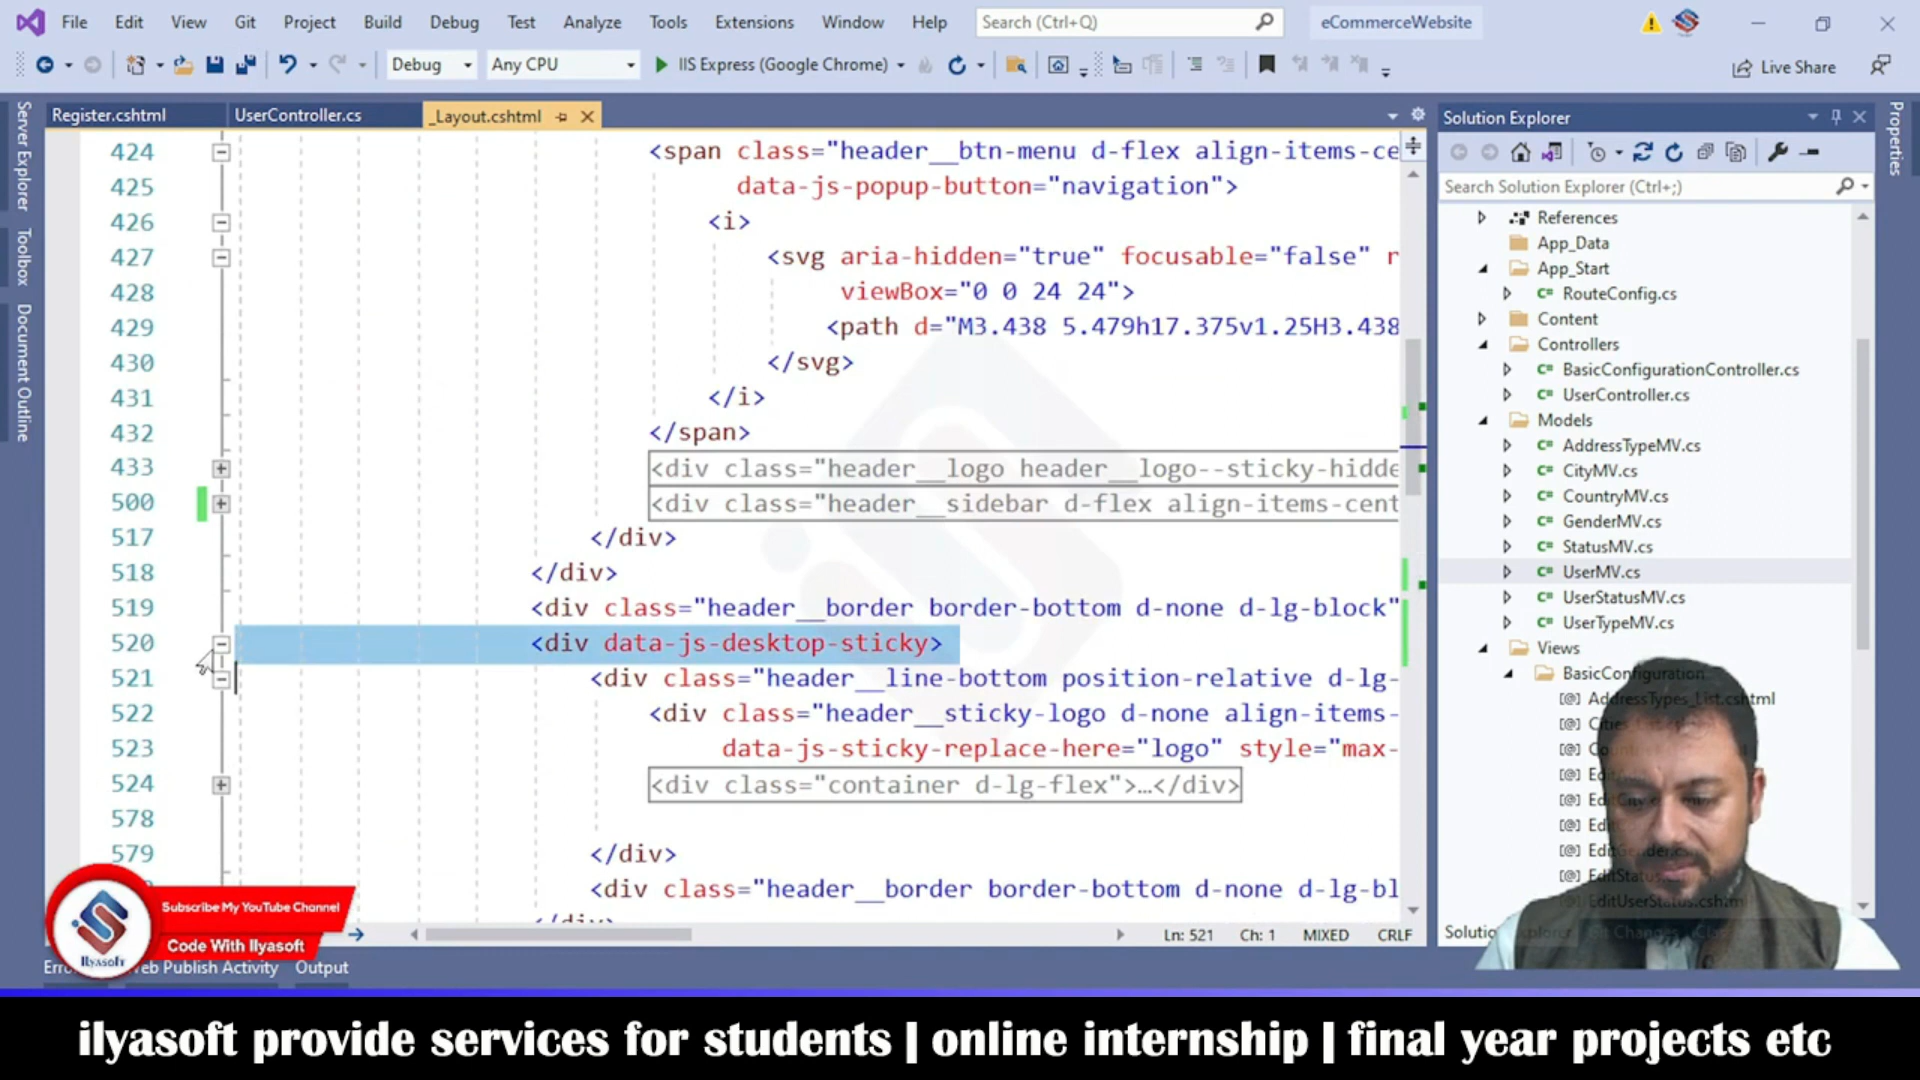 File Edit View Git Project Build Debug Test Analyze Tools Extensions Window Help Search (Ctrl+Q) eCommerceWebsite
Debug Any CPU IIS Express (Google Chrome) Live Share
Server Explorer
Toolbox
Document Outline
Register.cshtml UserController.cs _Layout.cshtml
424 <span class="header__btn-menu d-flex align-items-ce
425 data-js-popup-button="navigation">
426 <i>
427 <svg aria-hidden="true" focusable="false" r
428 viewBox="0 0 24 24">
429 <path d="M3.438 5.479h17.375v1.25H3.438
430 </svg>
431 </i>
432 </span>
433 <div class="header__logo header__logo--sticky-hidde
500 <div class="header__sidebar d-flex align-items-cent
517 </div>
518 </div>
519 <div class="header__border border-bottom d-none d-lg-block"
520 <div data-js-desktop-sticky>
521 <div class="header__line-bottom position-relative d-lg-
522 <div class="header__sticky-logo d-none align-items-
523 data-js-sticky-replace-here="logo" style="max-
524 <div class="container d-lg-flex">...</div>
578
579 </div>
<div class="header__border border-bottom d-none d-lg-bl
Ln: 521 Ch: 1 MIXED CRLF
Web Publish Activity Output
Solution Explorer
Search Solution Explorer (Ctrl+;)
References
App_Data
App_Start
RouteConfig.cs
Content
Controllers
BasicConfigurationController.cs
UserController.cs
Models
AddressTypeMV.cs
CityMV.cs
CountryMV.cs
GenderMV.cs
StatusMV.cs
UserMV.cs
UserStatusMV.cs
UserTypeMV.cs
Views
BasicConfiguration
AddressTypes_List.cshtml
EditUserStatus.cshtml
Properties
Subscribe My YouTube Channel
Code With Ilyasoft
Ilyasoft
ilyasoft provide services for students | online internship | final year projects etc